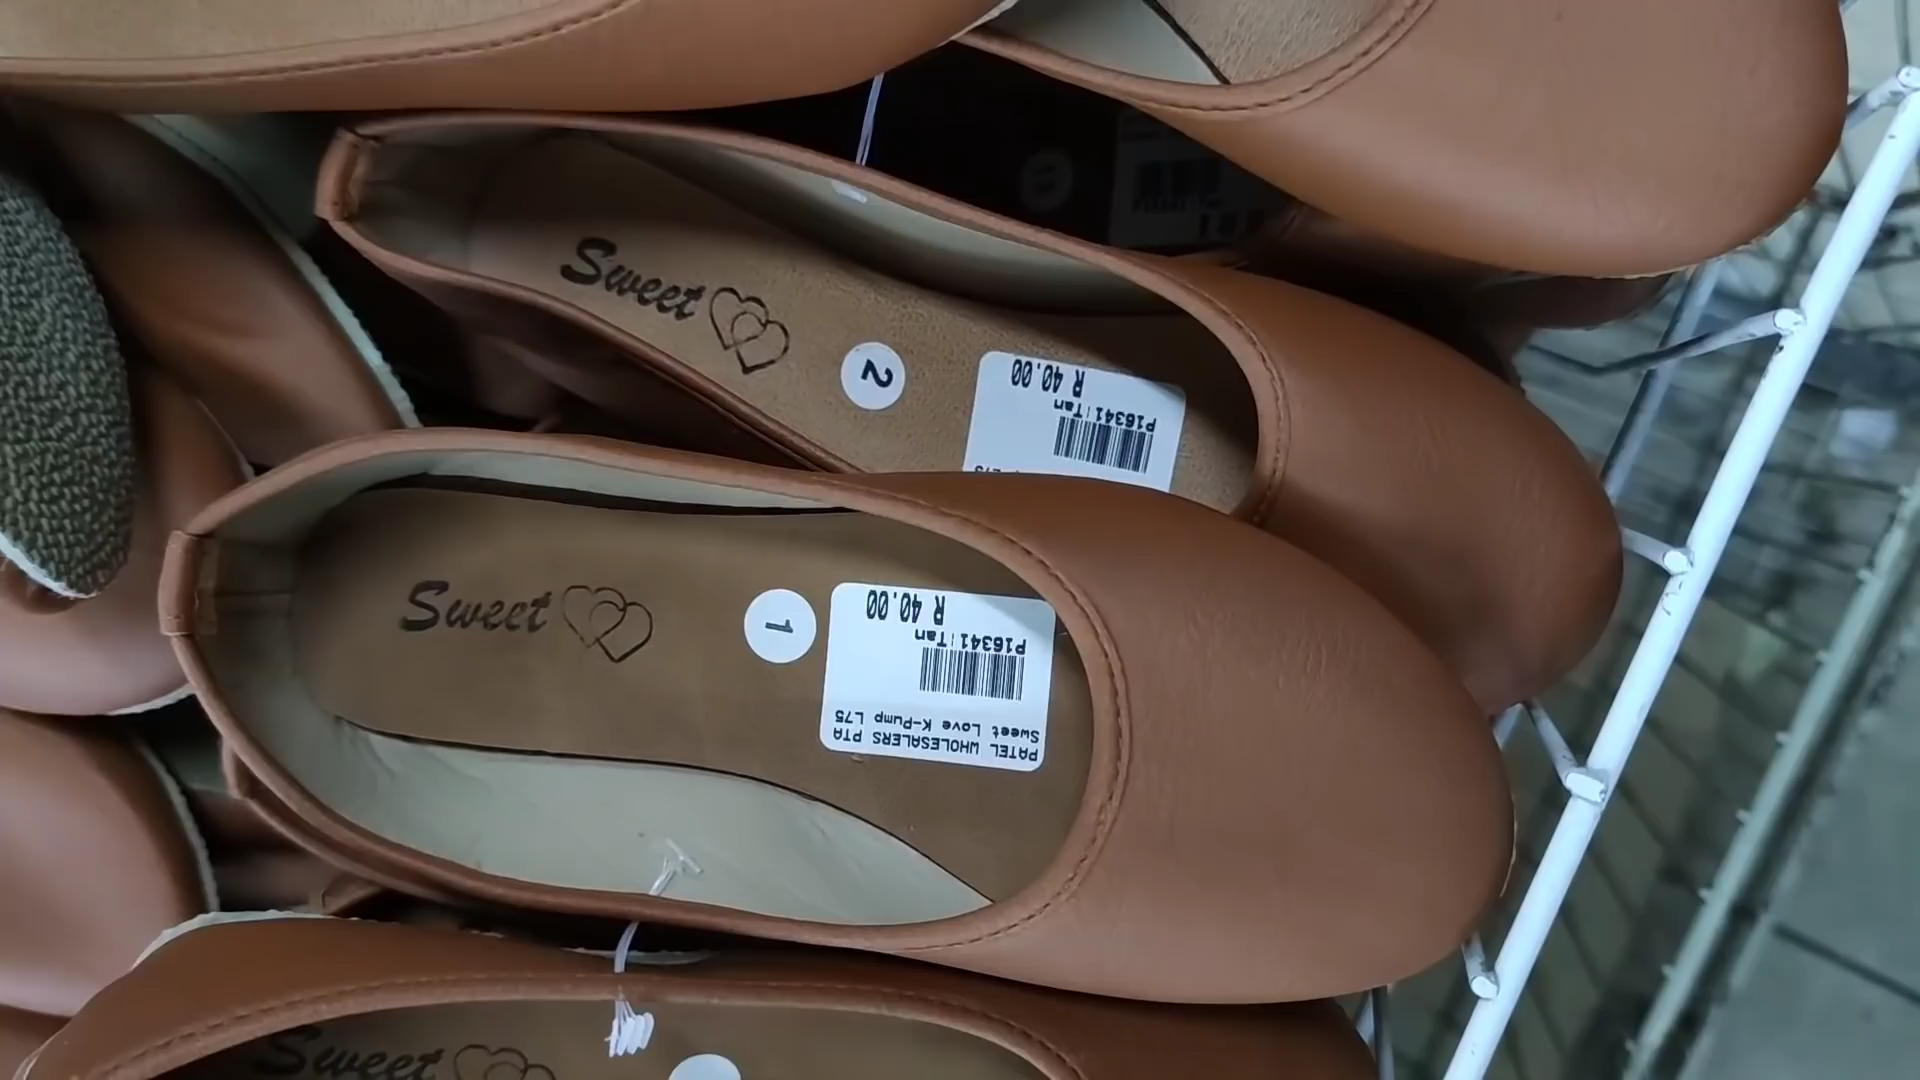 Sweet
2
R 40.00
P16341 Tan
Sweet
1
PATEL WHOLESALERS PTA
Sweet Love K-Pump L75
P16341 Tan
R 40.00
Sweet